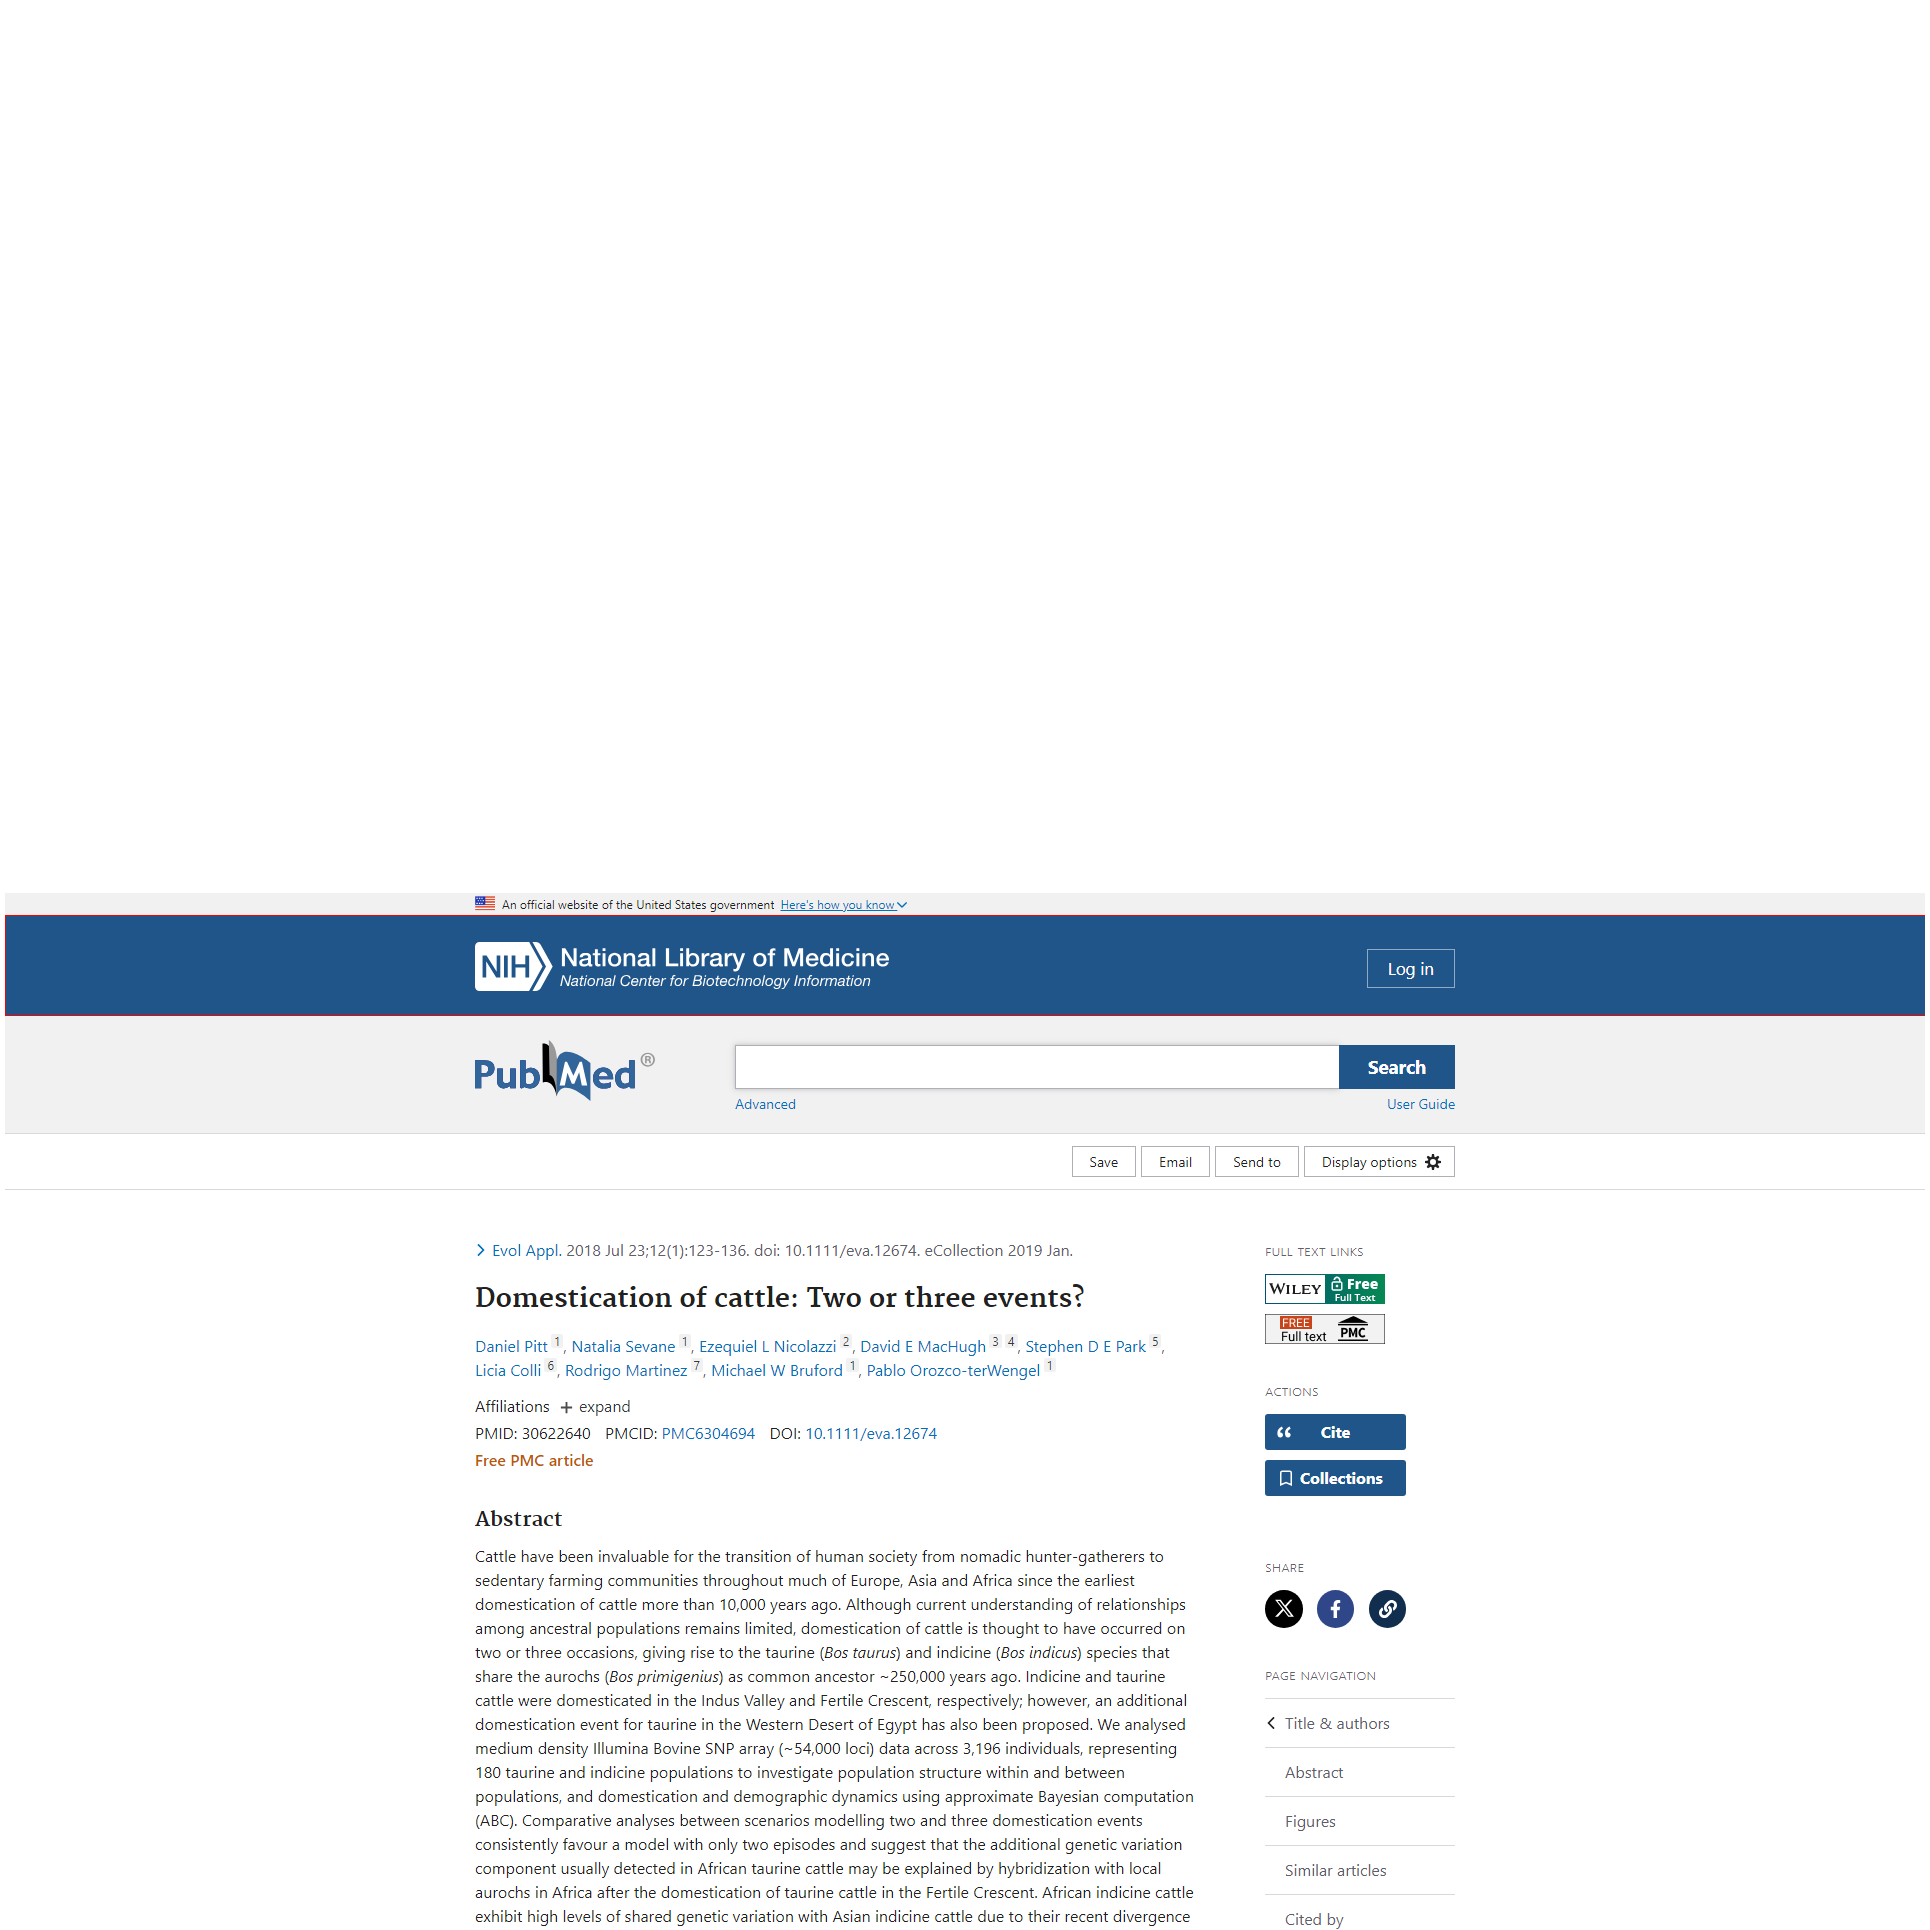 An official website of the United States government Here's how you know
NIH National Library of Medicine
National Center for Biotechnology Information
Log in
PubMed®
Search
Advanced
User Guide
Save
Email
Send to
Display options
Evol Appl. 2018 Jul 23;12(1):123-136. doi: 10.1111/eva.12674. eCollection 2019 Jan.
Domestication of cattle: Two or three events?
Daniel Pitt 1, Natalia Sevane 1, Ezequiel L Nicolazzi 2, David E MacHugh 3 4, Stephen D E Park 5,
Licia Colli 6, Rodrigo Martinez 7, Michael W Bruford 1, Pablo Orozco-terWengel 1
Affiliations + expand
PMID: 30622640 PMCID: PMC6304694 DOI: 10.1111/eva.12674
Free PMC article
Abstract
Cattle have been invaluable for the transition of human society from nomadic hunter-gatherers to
sedentary farming communities throughout much of Europe, Asia and Africa since the earliest
domestication of cattle more than 10,000 years ago. Although current understanding of relationships
among ancestral populations remains limited, domestication of cattle is thought to have occurred on
two or three occasions, giving rise to the taurine (Bos taurus) and indicine (Bos indicus) species that
share the aurochs (Bos primigenius) as common ancestor ~250,000 years ago. Indicine and taurine
cattle were domesticated in the Indus Valley and Fertile Crescent, respectively; however, an additional
domestication event for taurine in the Western Desert of Egypt has also been proposed. We analysed
medium density Illumina Bovine SNP array (~54,000 loci) data across 3,196 individuals, representing
180 taurine and indicine populations to investigate population structure within and between
populations, and domestication and demographic dynamics using approximate Bayesian computation
(ABC). Comparative analyses between scenarios modelling two and three domestication events
consistently favour a model with only two episodes and suggest that the additional genetic variation
component usually detected in African taurine cattle may be explained by hybridization with local
aurochs in Africa after the domestication of taurine cattle in the Fertile Crescent. African indicine cattle
exhibit high levels of shared genetic variation with Asian indicine cattle due to their recent divergence
FULL TEXT LINKS
WILEY Free
Full Text
FREE
Full text PMC
ACTIONS
Cite
Collections
SHARE
PAGE NAVIGATION
Title & authors
Abstract
Figures
Similar articles
Cited by